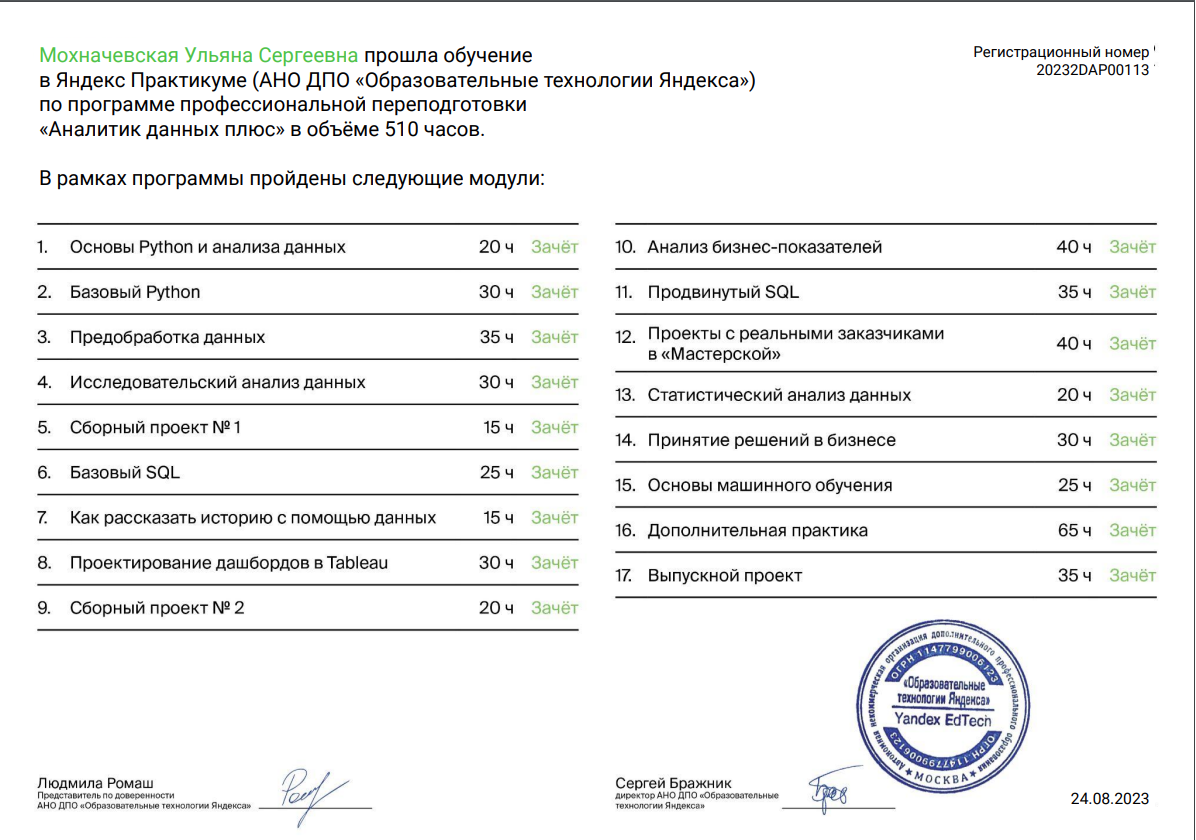 Мохначевская Ульяна Сергеевна прошла обучение
в Яндекс Практикуме (АНО ДПО «Образовательные технологии Яндекса»)
по программе профессиональной переподготовки
«Аналитик данных плюс» в объёме 510 часов.
Регистрационный номер
20232DAP00113
В рамках программы пройдены следующие модули:
1. Основы Python и анализа данных 20 ч Зачёт
2. Базовый Python 30 ч Зачёт
3. Предобработка данных 35 ч Зачёт
4. Исследовательский анализ данных 30 ч Зачёт
5. Сборный проект № 1 15 ч Зачёт
6. Базовый SQL 25 ч Зачёт
7. Как рассказать историю с помощью данных 15 ч Зачёт
8. Проектирование дашбордов в Tableau 30 ч Зачёт
9. Сборный проект № 2 20 ч Зачёт
10. Анализ бизнес-показателей 40 ч Зачёт
11. Продвинутый SQL 35 ч Зачёт
12. Проекты с реальными заказчиками
в «Мастерской» 40 ч Зачёт
13. Статистический анализ данных 20 ч Зачёт
14. Принятие решений в бизнесе 30 ч Зачёт
15. Основы машинного обучения 25 ч Зачёт
16. Дополнительная практика 65 ч Зачёт
17. Выпускной проект 35 ч Зачёт
Автономная некоммерческая организация дополнительного профессионального образования
ОГРН 1147799006123
«Образовательные
технологии Яндекса»
Yandex EdTech
ОГРН 1147799006123
МОСКВА
Людмила Ромаш
Представитель по доверенности
АНО ДПО «Образовательные технологии Яндекса»
Сергей Бражник
директор АНО ДПО «Образовательные
технологии Яндекса»
24.08.2023